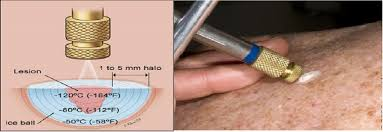 Lesion
1 to 5 mm halo
-120°C (-184°F)
-80°C (-112°F)
Ice ball
-50°C (-58°F)